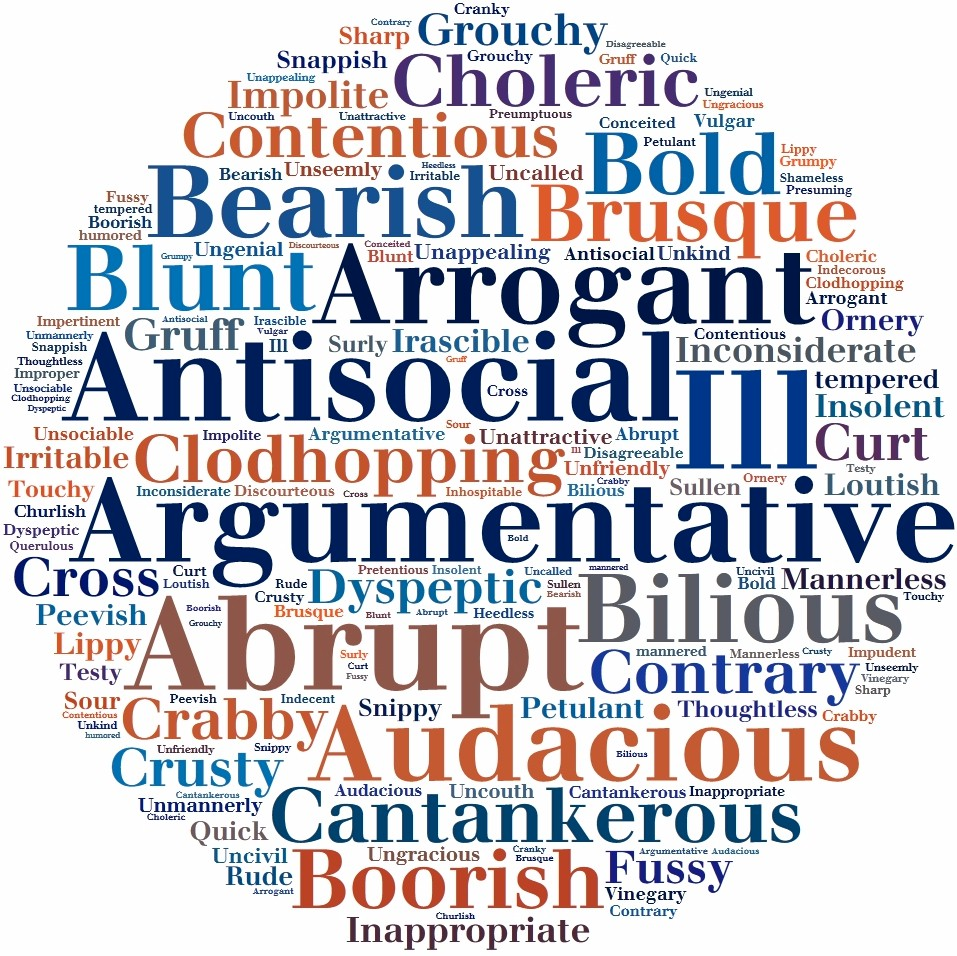 Cranky
Contrary
Grouchy
Sharp
Disagreeable
Snappish
Grouchy
Gruff
Quick
Choleric
Unappealing
Impolite
Ungenial
Ungracious
Uncouth
Unattractive
Preumptuous
Conceited
Vulgar
Contentious
Petulant
Bold
Lippy
Grumpy
Bearish
Bearish
Unseemly
Heedless
Irritable
Uncalled
Shameless
Presuming
Fussy
tempered
Boorish
humored
Brusque
Blunt
Grumpy
Ungenial
Discourteous
Conceited
Blunt
Unappealing
Antisocial
Unkind
Choleric
Indecorous
Clodhopping
Arrogant
Arrogant
Impertinent
Unmannerly
Snappish
Thoughtless
Improper
Unsociable
Clodhopping
Dyspeptic
Gruff
Antisocial
Irascible
Vulgar
Ill
Surly
Irascible
Gruff
Contentious
Ornery
Inconsiderate
Antisocial
Cross
Ill
tempered
Insolent
Unsociable
Impolite
Argumentative
Sour
Unattractive
Abrupt
Curt
Irritable
Clodhopping
Ill
Disagreeable
Unfriendly
Testy
Touchy
Inconsiderate
Discourteous
Cross
Inhospitable
Crabby
Bilious
Sullen
Ornery
Loutish
Churlish
Dyspeptic
Querulous
Argumentative
Bold
Cross
Curt
Loutish
Rude
Crusty
Pretentious
Insolent
Dyspeptic
Uncalled
mannered
Sullen
Bearish
Uncivil
Bold
Mannerless
Touchy
Peevish
Boorish
Grouchy
Brusque
Blunt
Abrupt
Heedless
Bilious
Lippy
Abrupt
Surly
Curt
Fussy
mannered
Mannerless
Crusty
Impudent
Testy
Contrary
Unseemly
Vinegary
Sharp
Sour
Contentious
Unkind
humored
Peevish
Indecent
Snippy
Petulant
Thoughtless
Crabby
Crabby
Audacious
Unfriendly
Snippy
Bilious
Crusty
Cantankerous
Audacious
Uncouth
Cantankerous
Inappropriate
Unmannerly
Choleric
Quick
Cantankerous
Uncivil
Ungracious
Cranky
Brusque
Argumentative
Audacious
Rude
Arrogant
Boorish
Fussy
Vinegary
Contrary
Churlish
Inappropriate